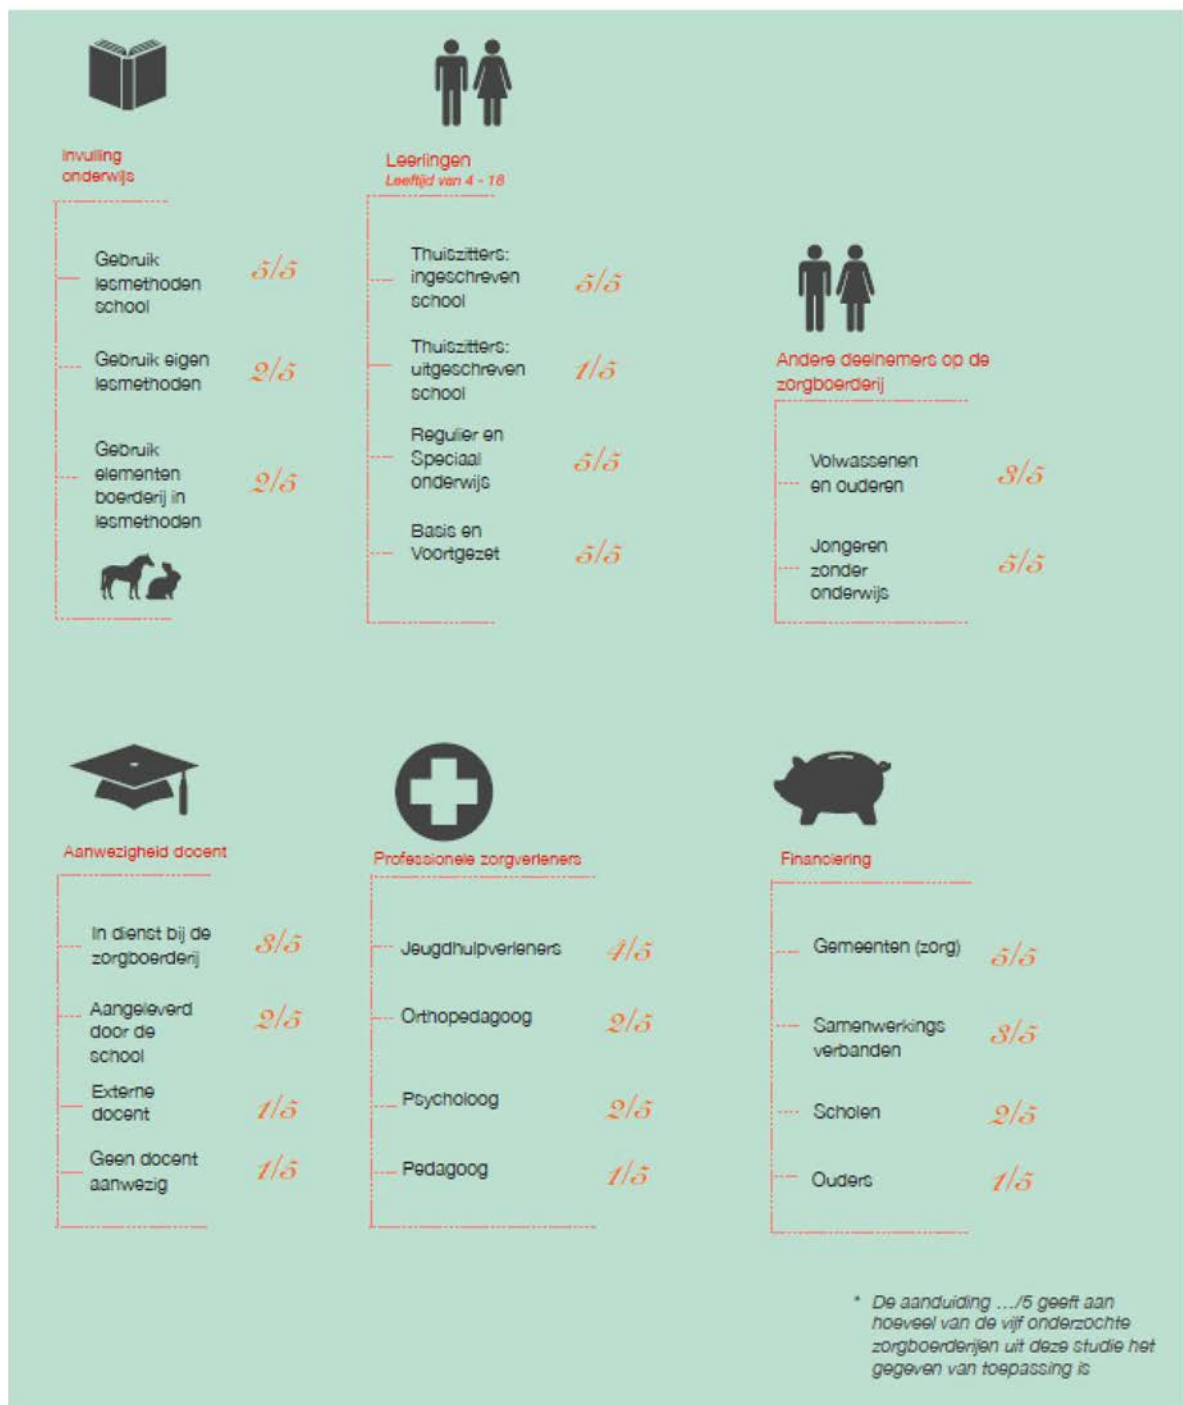 Invulling
onderwijs
Gebruik
lesmethoden
school
5/5
Gebruik eigen
lesmethoden
2/5
Gebruik
elementen
boerderij in
lesmethoden
2/5
Leerlingen
Leeftijd van 4 - 18
Thuiszitters:
ingeschreven
school
5/5
Thuiszitters:
uitgeschreven
school
1/5
Regulier en
Speciaal
onderwijs
5/5
Basis en
Voortgezet
5/5
Andere deelnemers op de
zorgboerderij
Volwassenen
en ouderen
3/5
Jongeren
zonder
onderwijs
5/5
Aanwezigheid docent
In dienst bij de
zorgboerderij
3/5
Aangeleverd
door de
school
2/5
Externe
docent
1/5
Geen docent
aanwezig
1/5
Professionele zorgverleners
Jeugdhulpverleners
4/5
Orthopedagoog
2/5
Psycholoog
2/5
Pedagoog
1/5
Financiering
Gemeenten (zorg)
5/5
Samenwerkings
verbanden
3/5
Scholen
2/5
Ouders
1/5
* De aanduiding …/5 geeft aan
hoeveel van de vijf onderzochte
zorgboerderijen uit deze studie het
gegeven van toepassing is